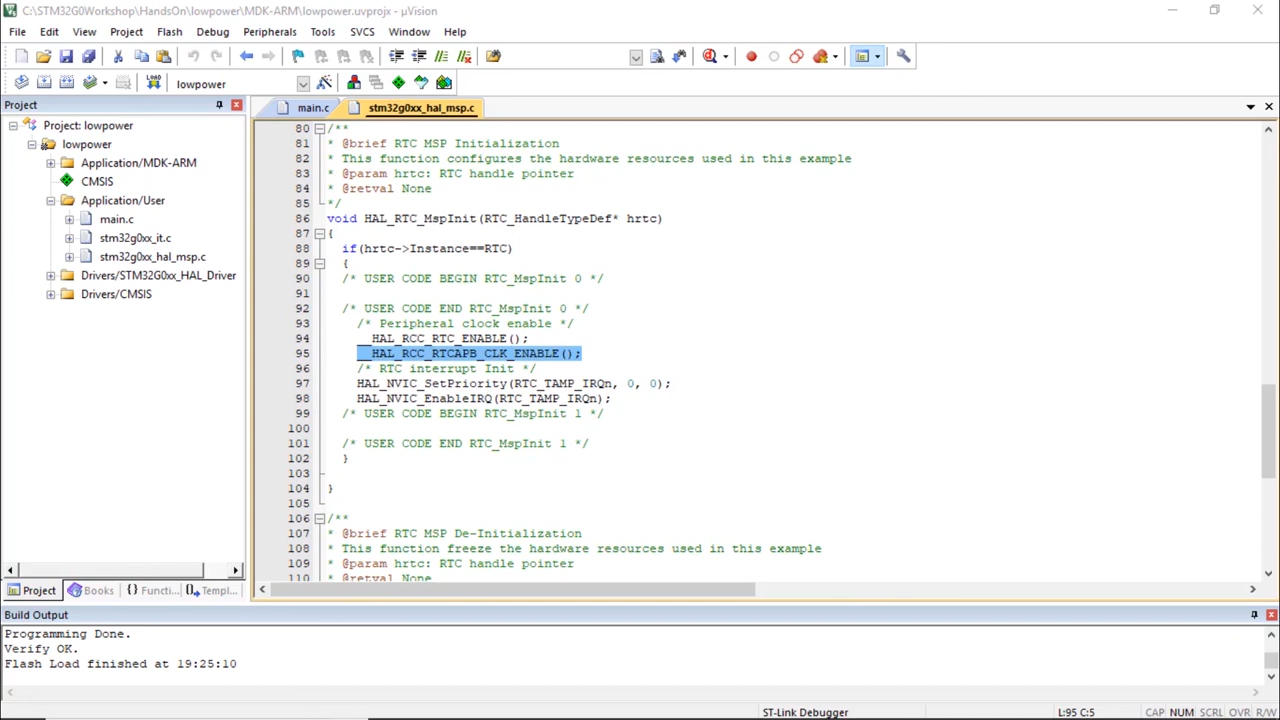 C:\STM32G0Workshop\HandsOn\lowpower\MDK-ARM\lowpower.uvprojx - µVision
File Edit View Project Flash Debug Peripherals Tools SVCS Window Help
LOAD lowpower
Project
Project: lowpower
lowpower
Application/MDK-ARM
CMSIS
Application/User
main.c
stm32g0xx_it.c
stm32g0xx_hal_msp.c
Drivers/STM32G0xx_HAL_Driver
Drivers/CMSIS
Project Books {} Functi... Templ...
main.c stm32g0xx_hal_msp.c
80 /**
81 * @brief RTC MSP Initialization
82 * This function configures the hardware resources used in this example
83 * @param hrtc: RTC handle pointer
84 * @retval None
85 */
86 void HAL_RTC_MspInit(RTC_HandleTypeDef* hrtc)
87 {
88 if(hrtc->Instance==RTC)
89 {
90 /* USER CODE BEGIN RTC_MspInit 0 */
91
92 /* USER CODE END RTC_MspInit 0 */
93 /* Peripheral clock enable */
94 __HAL_RCC_RTC_ENABLE();
95 __HAL_RCC_RTCAPB_CLK_ENABLE();
96 /* RTC interrupt Init */
97 HAL_NVIC_SetPriority(RTC_TAMP_IRQn, 0, 0);
98 HAL_NVIC_EnableIRQ(RTC_TAMP_IRQn);
99 /* USER CODE BEGIN RTC_MspInit 1 */
100
101 /* USER CODE END RTC_MspInit 1 */
102 }
103
104 }
105
106 /**
107 * @brief RTC MSP De-Initialization
108 * This function freeze the hardware resources used in this example
109 * @param hrtc: RTC handle pointer
110 * @retval None
Build Output
Programming Done.
Verify OK.
Flash Load finished at 19:25:10
ST-Link Debugger L:95 C:5 CAP NUM SCRL OVR R/W